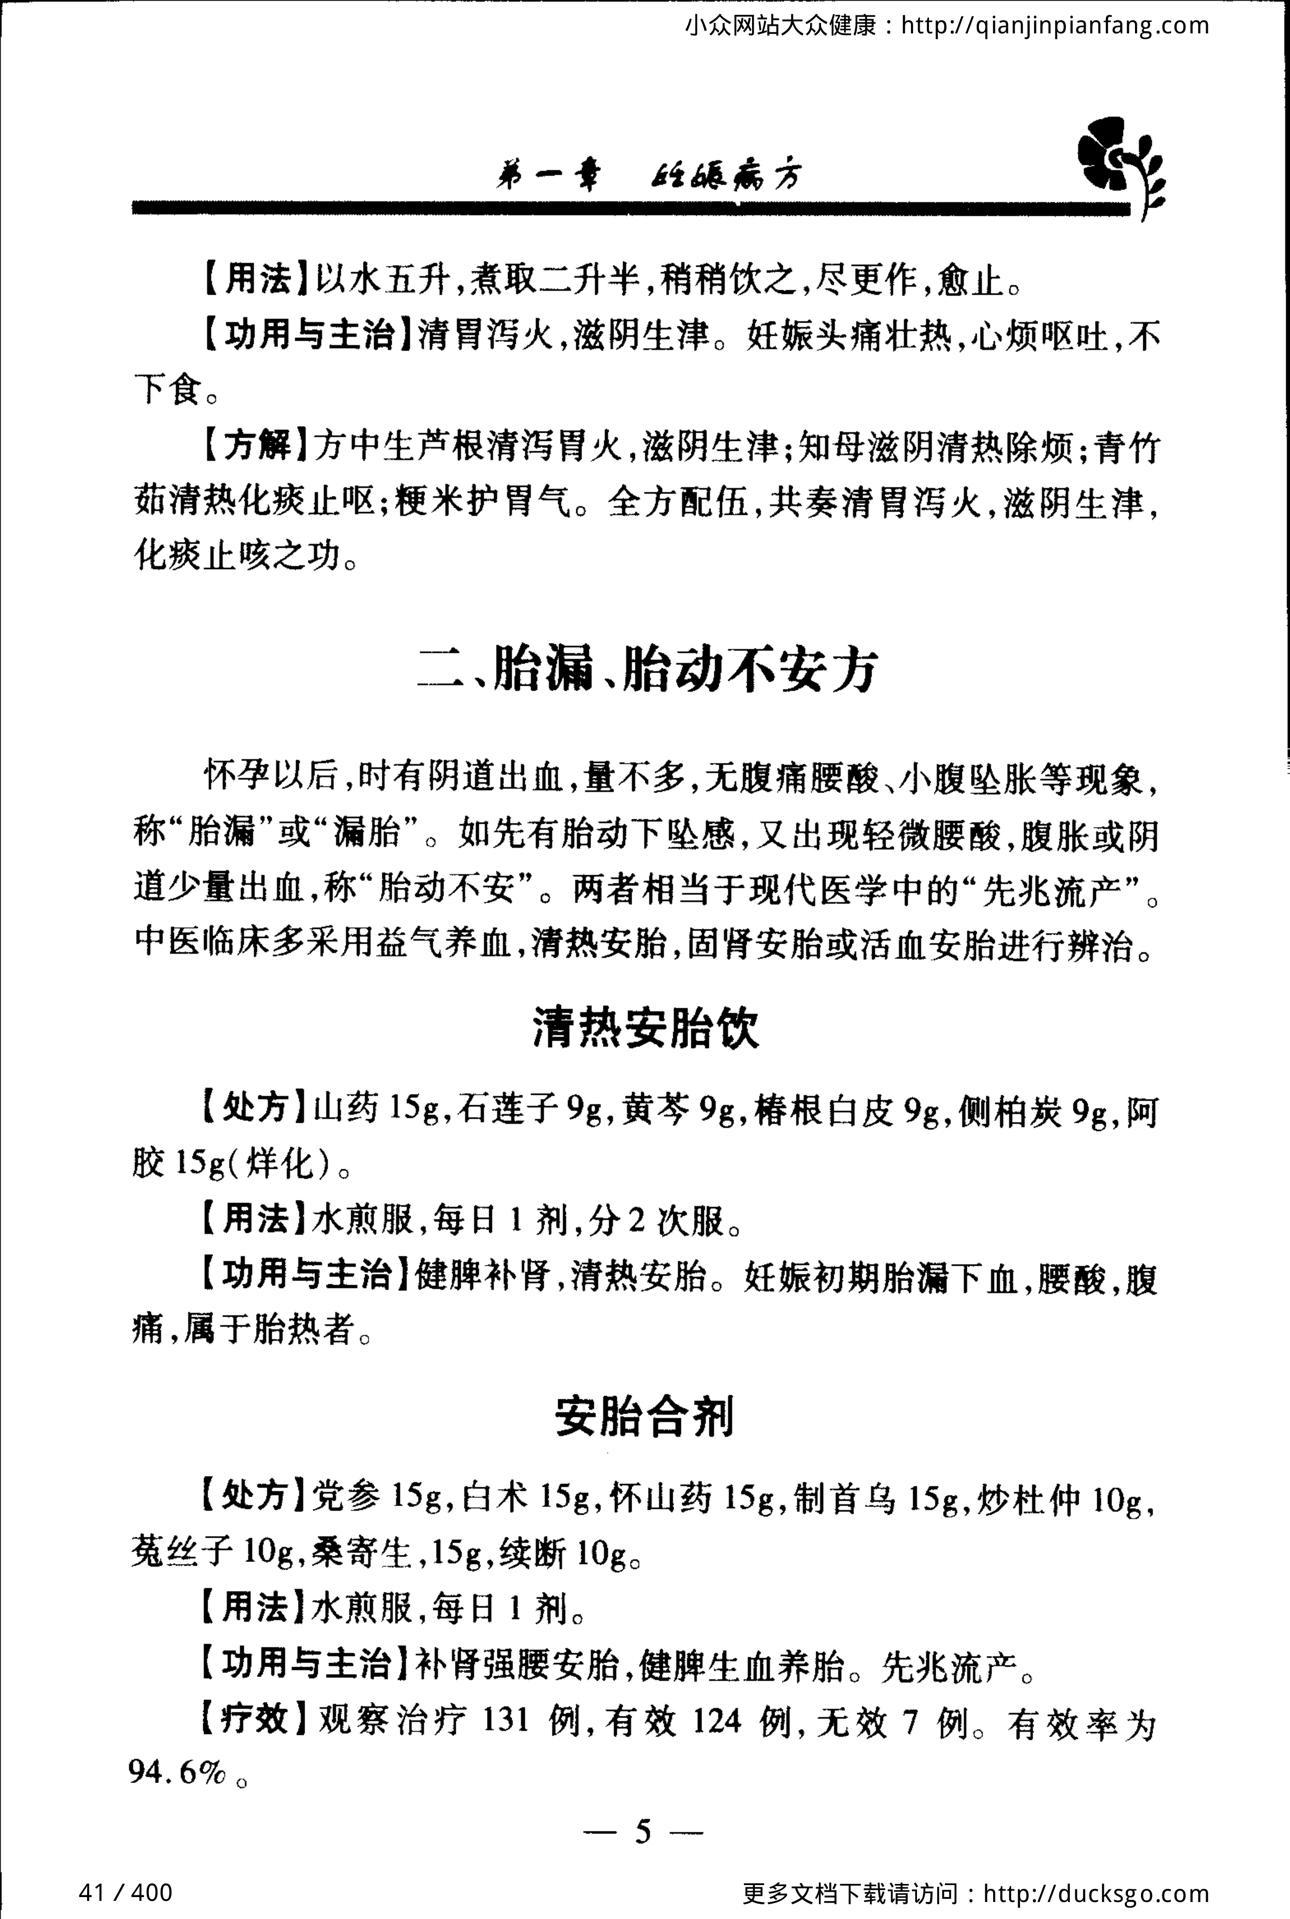 小众网站大众健康：http://qianjinpianfang.com
第一章 妊娠病方
【用法】以水五升,煮取二升半,稍稍饮之,尽更作,愈止。
【功用与主治】清胃泻火,滋阴生津。妊娠头痛壮热,心烦呕吐,不
下食。
【方解】方中生芦根清泻胃火,滋阴生津;知母滋阴清热除烦;青竹
茹清热化痰止呕;粳米护胃气。全方配伍,共奏清胃泻火,滋阴生津,
化痰止咳之功。
二、胎漏、胎动不安方
怀孕以后,时有阴道出血,量不多,无腹痛腰酸、小腹坠胀等现象,
称“胎漏”或“漏胎”。如先有胎动下坠感,又出现轻微腰酸,腹胀或阴
道少量出血,称“胎动不安”。两者相当于现代医学中的“先兆流产”。
中医临床多采用益气养血,清热安胎,固肾安胎或活血安胎进行辨治。
清热安胎饮
【处方】山药 15g,石莲子 9g,黄芩 9g,椿根白皮 9g,侧柏炭 9g,阿
胶 15g(烊化)。
【用法】水煎服,每日 1 剂,分 2 次服。
【功用与主治】健脾补肾,清热安胎。妊娠初期胎漏下血,腰酸,腹
痛,属于胎热者。
安胎合剂
【处方】党参 15g,白术 15g,怀山药 15g,制首乌 15g,炒杜仲 10g,
菟丝子 10g,桑寄生,15g,续断 10g。
【用法】水煎服,每日 1 剂。
【功用与主治】补肾强腰安胎,健脾生血养胎。先兆流产。
【疗效】观察治疗 131 例,有效 124 例,无效 7 例。有效率为
94.6%。
— 5 —
41 / 400
更多文档下载请访问：http://ducksgo.com